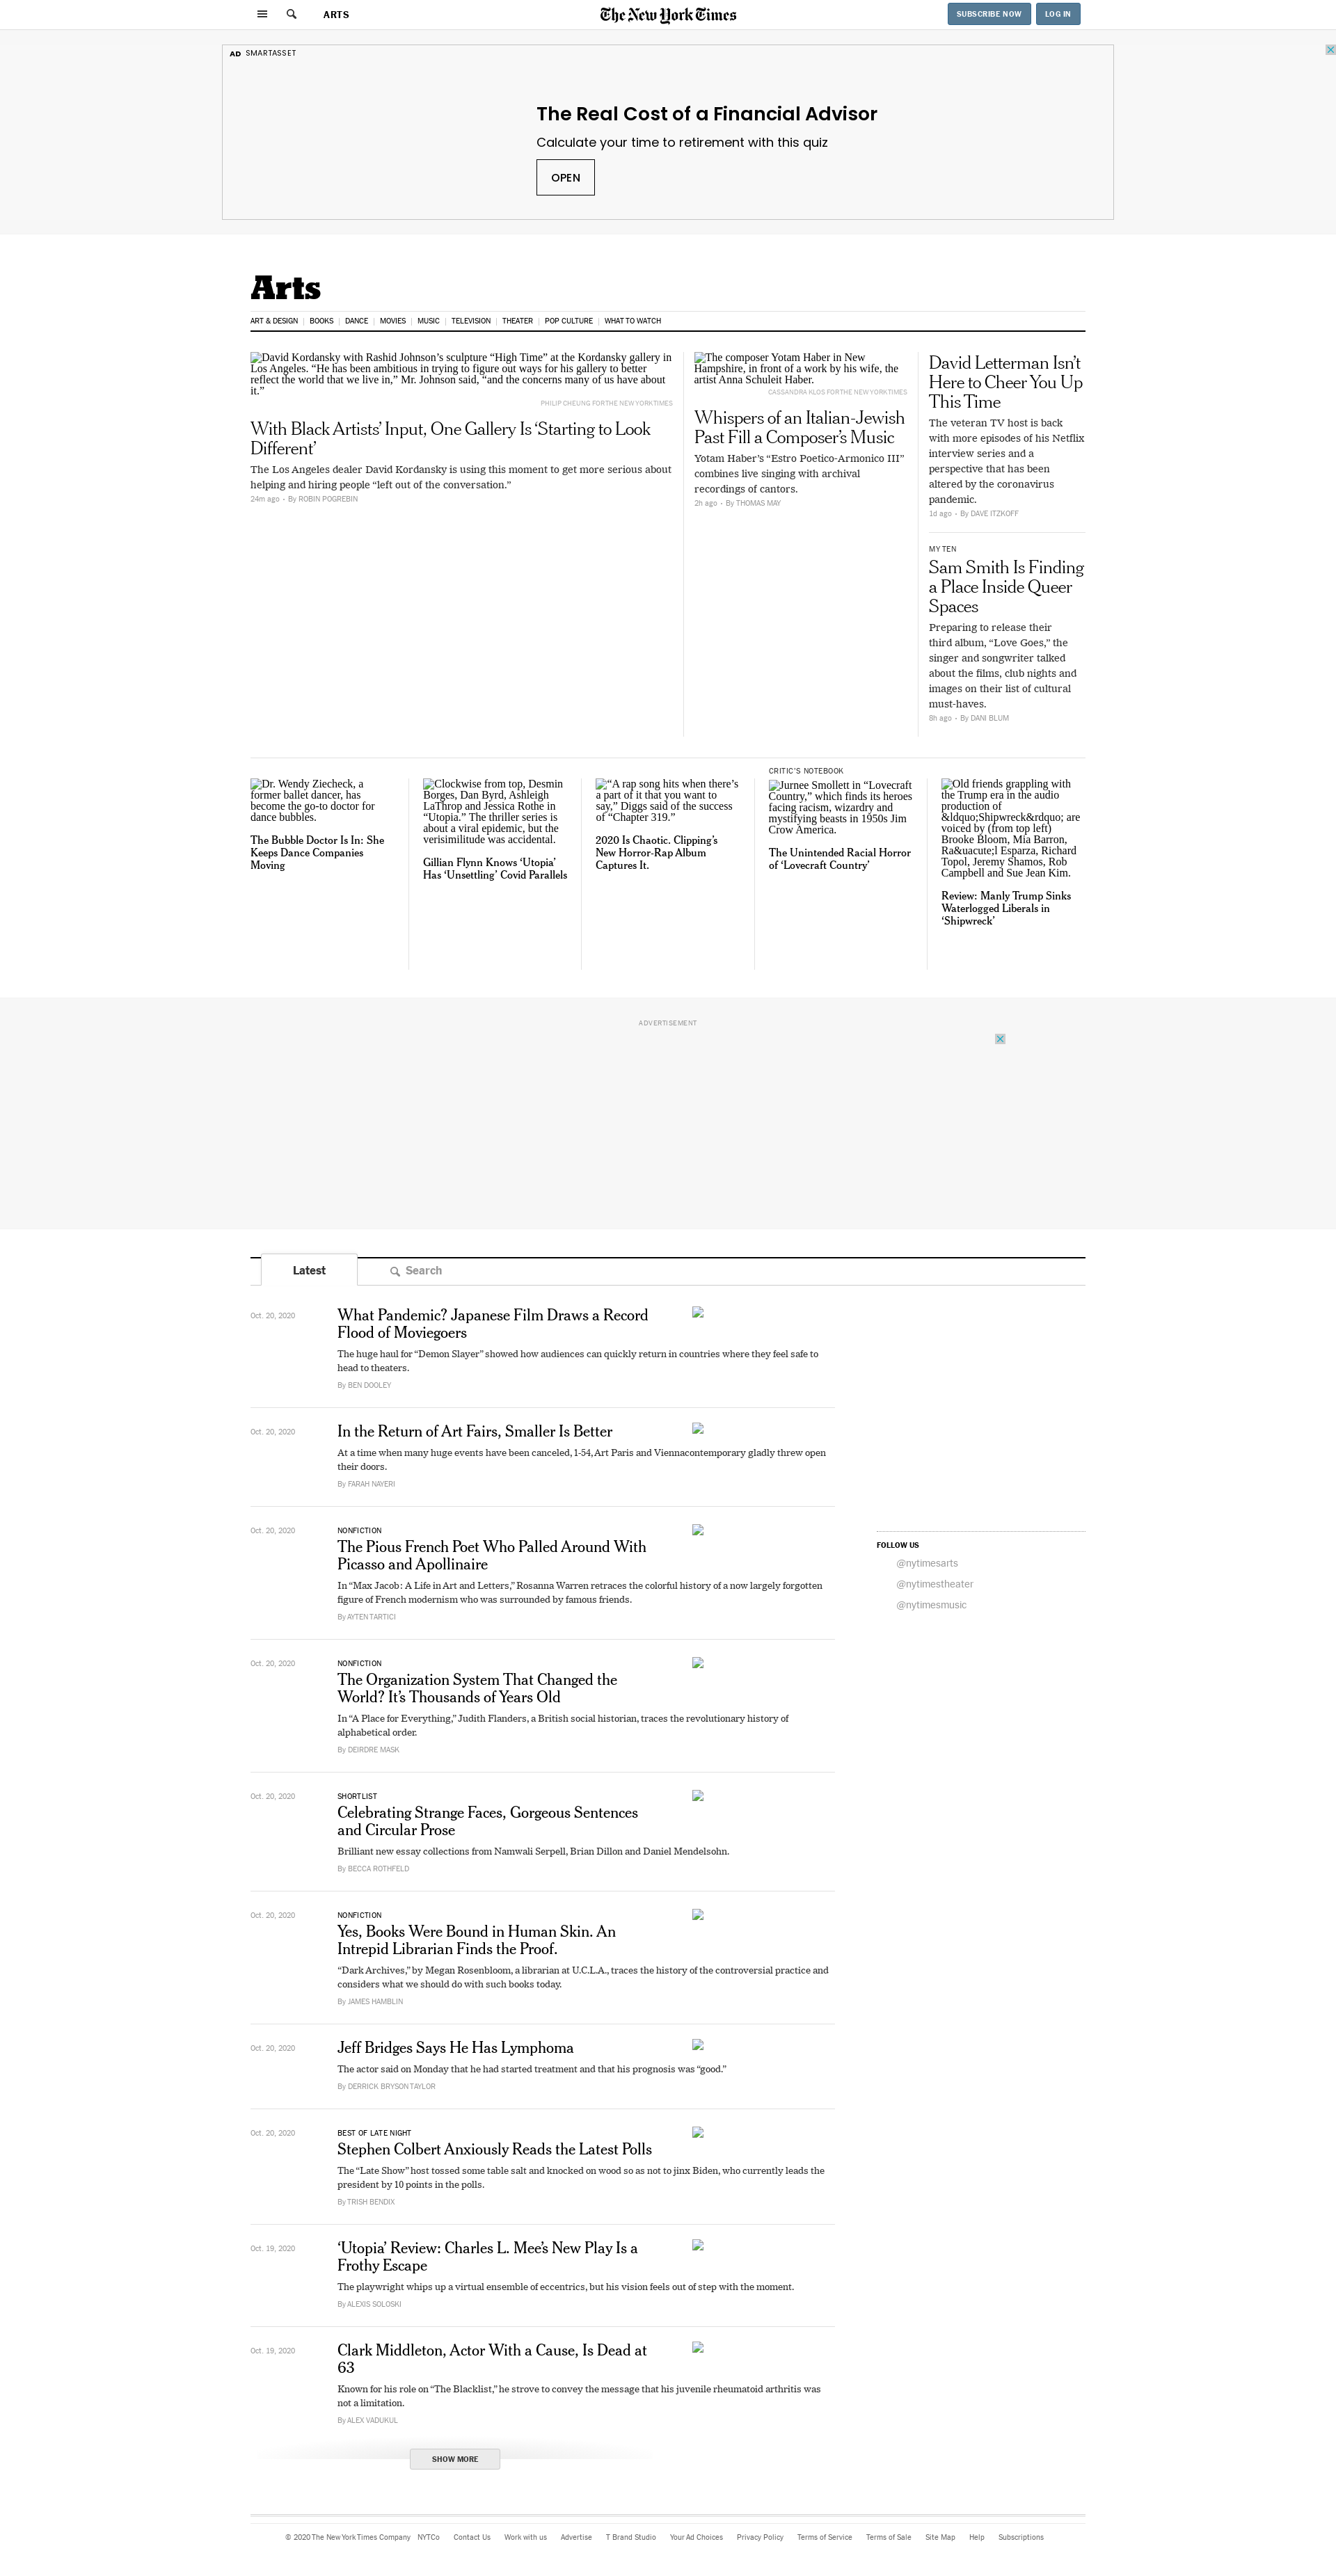 ARTS
The New York Times
SUBSCRIBE NOW
LOG IN
AD SMARTASSET
The Real Cost of a Financial Advisor
Calculate your time to retirement with this quiz
OPEN
Arts
ART & DESIGN | BOOKS | DANCE | MOVIES | MUSIC | TELEVISION | THEATER | POP CULTURE | WHAT TO WATCH
David Kordansky with Rashid Johnson’s sculpture “High Time” at the Kordansky gallery in
Los Angeles. “He has been ambitious in trying to figure out ways for his gallery to better
reflect the world that we live in,” Mr. Johnson said, “and the concerns many of us have about
it.”
PHILIP CHEUNG FOR THE NEW YORK TIMES
With Black Artists’ Input, One Gallery Is ‘Starting to Look
Different’
The Los Angeles dealer David Kordansky is using this moment to get more serious about
helping and hiring people “left out of the conversation.”
24m ago • By ROBIN POGREBIN
The composer Yotam Haber in New
Hampshire, in front of a work by his wife, the
artist Anna Schuleit Haber.
CASSANDRA KLOS FOR THE NEW YORK TIMES
Whispers of an Italian-Jewish
Past Fill a Composer’s Music
Yotam Haber’s “Estro Poetico-Armonico III”
combines live singing with archival
recordings of cantors.
2h ago • By THOMAS MAY
David Letterman Isn’t
Here to Cheer You Up
This Time
The veteran TV host is back
with more episodes of his Netflix
interview series and a
perspective that has been
altered by the coronavirus
pandemic.
1d ago • By DAVE ITZKOFF
MY TEN
Sam Smith Is Finding
a Place Inside Queer
Spaces
Preparing to release their
third album, “Love Goes,” the
singer and songwriter talked
about the films, club nights and
images on their list of cultural
must-haves.
8h ago • By DANI BLUM
Dr. Wendy Ziecheck, a
former ballet dancer, has
become the go-to doctor for
dance bubbles.
The Bubble Doctor Is In: She
Keeps Dance Companies
Moving
Clockwise from top, Desmin
Borges, Dan Byrd, Ashleigh
LaThrop and Jessica Rothe in
“Utopia.” The thriller series is
about a viral epidemic, but the
verisimilitude was accidental.
Gillian Flynn Knows ‘Utopia’
Has ‘Unsettling’ Covid Parallels
“A rap song hits when there’s
a part of it that you want to
say,” Diggs said of the success
of “Chapter 319.”
2020 Is Chaotic. Clipping’s
New Horror-Rap Album
Captures It.
CRITIC’S NOTEBOOK
Jurnee Smollett in “Lovecraft
Country,” which finds its heroes
facing racism, wizardry and
mystifying beasts in 1950s Jim
Crow America.
The Unintended Racial Horror
of ‘Lovecraft Country’
Old friends grappling with
the Trump era in the audio
production of
&ldquo;Shipwreck&rdquo; are
voiced by (from top left)
Brooke Bloom, Mia Barron,
Ra&uacute;l Esparza, Richard
Topol, Jeremy Shamos, Rob
Campbell and Sue Jean Kim.
Review: Manly Trump Sinks
Waterlogged Liberals in
‘Shipwreck’
ADVERTISEMENT
Latest
Search
Oct. 20, 2020
What Pandemic? Japanese Film Draws a Record
Flood of Moviegoers
The huge haul for “Demon Slayer” showed how audiences can quickly return in countries where they feel safe to
head to theaters.
By BEN DOOLEY
Oct. 20, 2020
In the Return of Art Fairs, Smaller Is Better
At a time when many huge events have been canceled, 1-54, Art Paris and Viennacontemporary gladly threw open
their doors.
By FARAH NAYERI
Oct. 20, 2020
NONFICTION
The Pious French Poet Who Palled Around With
Picasso and Apollinaire
In “Max Jacob: A Life in Art and Letters,” Rosanna Warren retraces the colorful history of a now largely forgotten
figure of French modernism who was surrounded by famous friends.
By AYTEN TARTICI
FOLLOW US
@nytimesarts
@nytimestheater
@nytimesmusic
Oct. 20, 2020
NONFICTION
The Organization System That Changed the
World? It’s Thousands of Years Old
In “A Place for Everything,” Judith Flanders, a British social historian, traces the revolutionary history of
alphabetical order.
By DEIRDRE MASK
Oct. 20, 2020
SHORTLIST
Celebrating Strange Faces, Gorgeous Sentences
and Circular Prose
Brilliant new essay collections from Namwali Serpell, Brian Dillon and Daniel Mendelsohn.
By BECCA ROTHFELD
Oct. 20, 2020
NONFICTION
Yes, Books Were Bound in Human Skin. An
Intrepid Librarian Finds the Proof.
“Dark Archives,” by Megan Rosenbloom, a librarian at U.C.L.A., traces the history of the controversial practice and
considers what we should do with such books today.
By JAMES HAMBLIN
Oct. 20, 2020
Jeff Bridges Says He Has Lymphoma
The actor said on Monday that he had started treatment and that his prognosis was “good.”
By DERRICK BRYSON TAYLOR
Oct. 20, 2020
BEST OF LATE NIGHT
Stephen Colbert Anxiously Reads the Latest Polls
The “Late Show” host tossed some table salt and knocked on wood so as not to jinx Biden, who currently leads the
president by 10 points in the polls.
By TRISH BENDIX
Oct. 19, 2020
‘Utopia’ Review: Charles L. Mee’s New Play Is a
Frothy Escape
The playwright whips up a virtual ensemble of eccentrics, but his vision feels out of step with the moment.
By ALEXIS SOLOSKI
Oct. 19, 2020
Clark Middleton, Actor With a Cause, Is Dead at
63
Known for his role on “The Blacklist,” he strove to convey the message that his juvenile rheumatoid arthritis was
not a limitation.
By ALEX VADUKUL
SHOW MORE
© 2020 The New York Times Company NYTCo Contact Us Work with us Advertise T Brand Studio Your Ad Choices Privacy Policy Terms of Service Terms of Sale Site Map Help Subscriptions